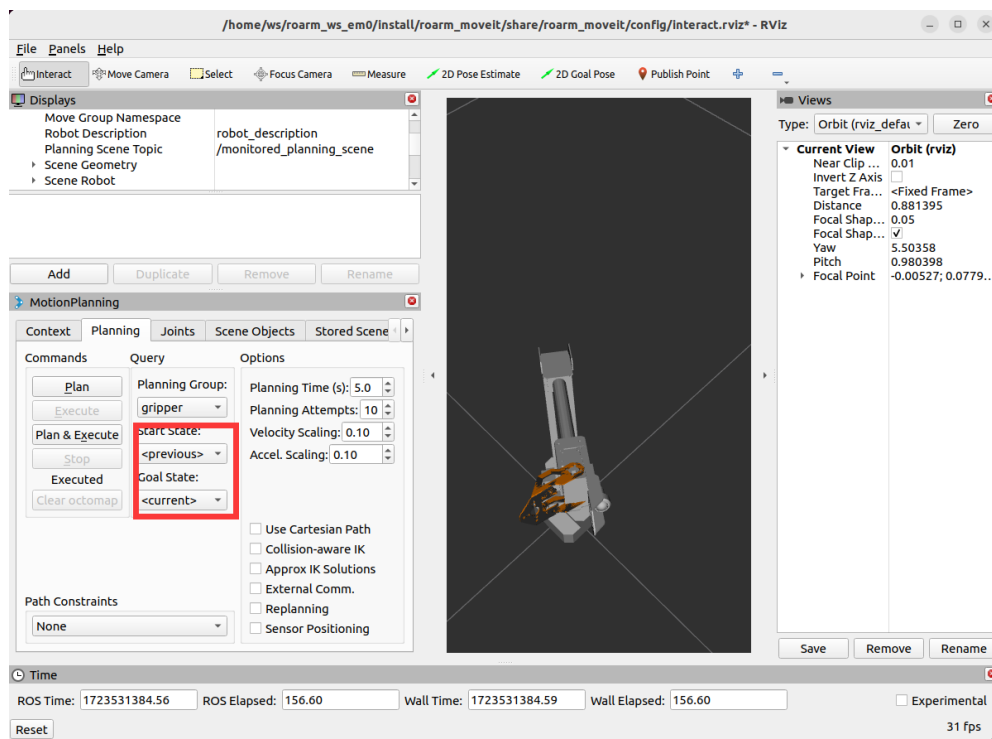 /home/ws/roarm_ws_em0/install/roarm_moveit/share/roarm_moveit/config/interact.rviz* - RViz
File Panels Help
Interact Move Camera Select Focus Camera Measure 2D Pose Estimate 2D Goal Pose Publish Point
Displays
Move Group Namespace
Robot Description robot_description
Planning Scene Topic /monitored_planning_scene
Scene Geometry
Scene Robot
Add Duplicate Remove Rename
MotionPlanning
Context Planning Joints Scene Objects Stored Scene
Commands
Plan
Execute
Plan & Execute
Stop
Executed
Clear octomap
Query
Planning Group:
gripper
Start State:
<previous>
Goal State:
<current>
Options
Planning Time (s): 5.0
Planning Attempts: 10
Velocity Scaling: 0.10
Accel. Scaling: 0.10
Use Cartesian Path
Collision-aware IK
Approx IK Solutions
External Comm.
Replanning
Sensor Positioning
Path Constraints
None
Views
Type: Orbit (rviz_defau Zero
Current View Orbit (rviz)
Near Clip ... 0.01
Invert Z Axis
Target Fra... <Fixed Frame>
Distance 0.881395
Focal Shap... 0.05
Focal Shap...
Yaw 5.50358
Pitch 0.980398
Focal Point -0.00527; 0.0779...
Save Remove Rename
Time
ROS Time: 1723531384.56 ROS Elapsed: 156.60 Wall Time: 1723531384.59 Wall Elapsed: 156.60 Experimental
Reset 31 fps